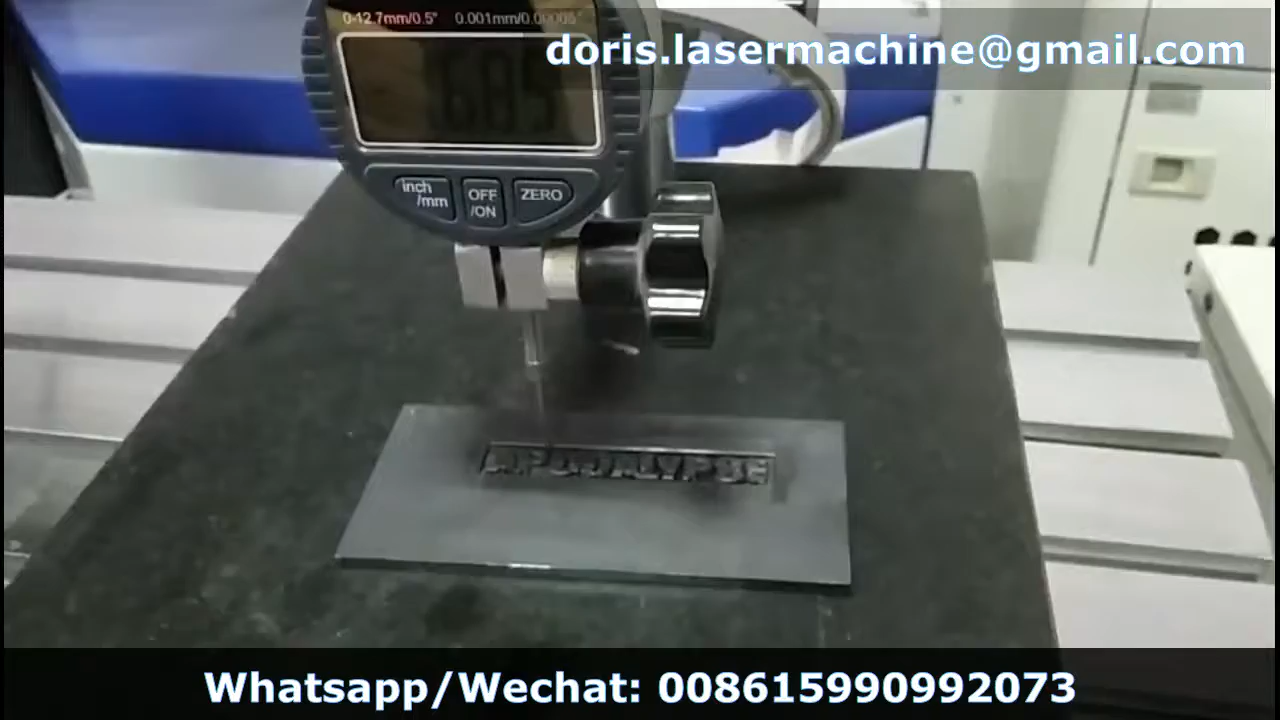 0-12.7mm/0.5" 0.001mm/0.00005"
doris.lasermachine@gmail.com
inch
/mm
OFF
/ON
ZERO
Whatsapp/Wechat: 008615990992073